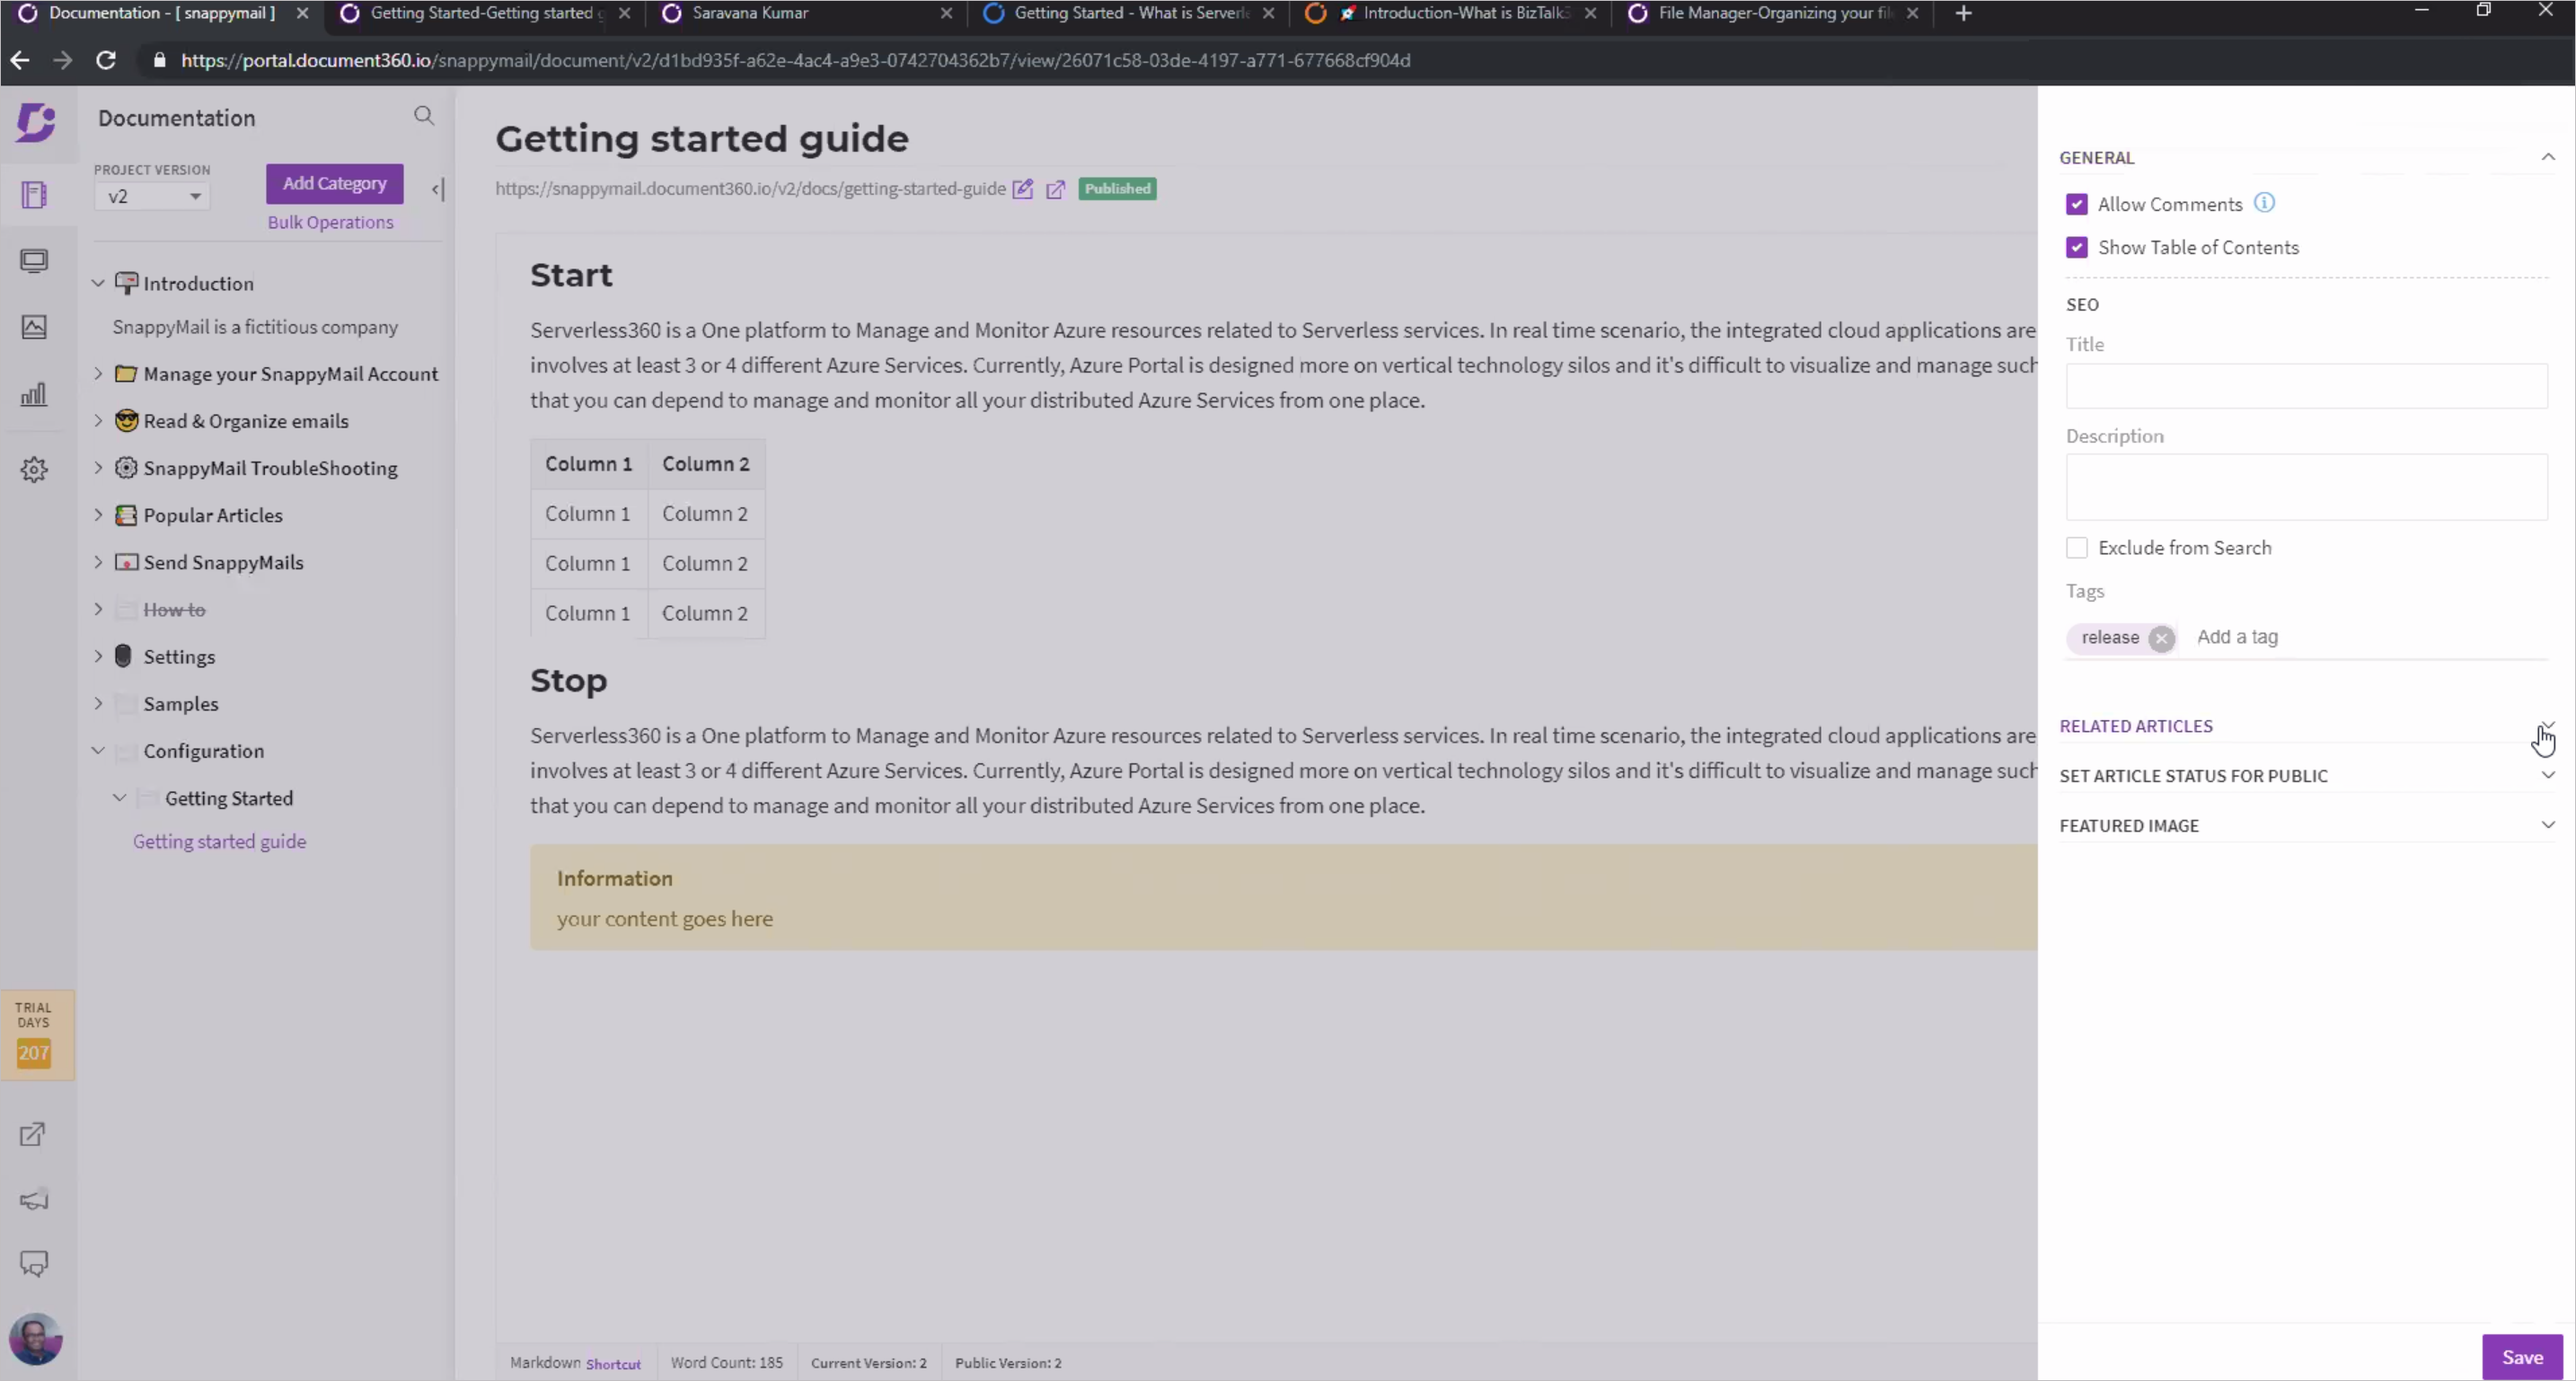 Documentation - [ snappymail ]
Getting Started-Getting started g
Saravana Kumar
Getting Started - What is Serverle
Introduction-What is BizTalk3
File Manager-Organizing your fil
https://portal.document360.io/snappymail/document/v2/d1bd935f-a62e-4ac4-a9e3-0742704362b7/view/26071c58-03de-4197-a771-677668cf904d
Documentation
PROJECT VERSION
v2
Add Category
Bulk Operations
Introduction
SnappyMail is a fictitious company
Manage your SnappyMail Account
Read & Organize emails
SnappyMail TroubleShooting
Popular Articles
Send SnappyMails
How to
Settings
Samples
Configuration
Getting Started
Getting started guide
TRIAL
DAYS
207
Getting started guide
https://snappymail.document360.io/v2/docs/getting-started-guide
Published
Start
Serverless360 is a One platform to Manage and Monitor Azure resources related to Serverless services. In real time scenario, the integrated cloud applications are
involves at least 3 or 4 different Azure Services. Currently, Azure Portal is designed more on vertical technology silos and it's difficult to visualize and manage such
that you can depend to manage and monitor all your distributed Azure Services from one place.
Column 1 Column 2
Column 1 Column 2
Column 1 Column 2
Column 1 Column 2
Stop
Serverless360 is a One platform to Manage and Monitor Azure resources related to Serverless services. In real time scenario, the integrated cloud applications are
involves at least 3 or 4 different Azure Services. Currently, Azure Portal is designed more on vertical technology silos and it's difficult to visualize and manage such
that you can depend to manage and monitor all your distributed Azure Services from one place.
Information
your content goes here
Markdown Shortcut
Word Count: 185
Current Version: 2
Public Version: 2
GENERAL
Allow Comments
Show Table of Contents
SEO
Title
Description
Exclude from Search
Tags
release
Add a tag
RELATED ARTICLES
SET ARTICLE STATUS FOR PUBLIC
FEATURED IMAGE
Save